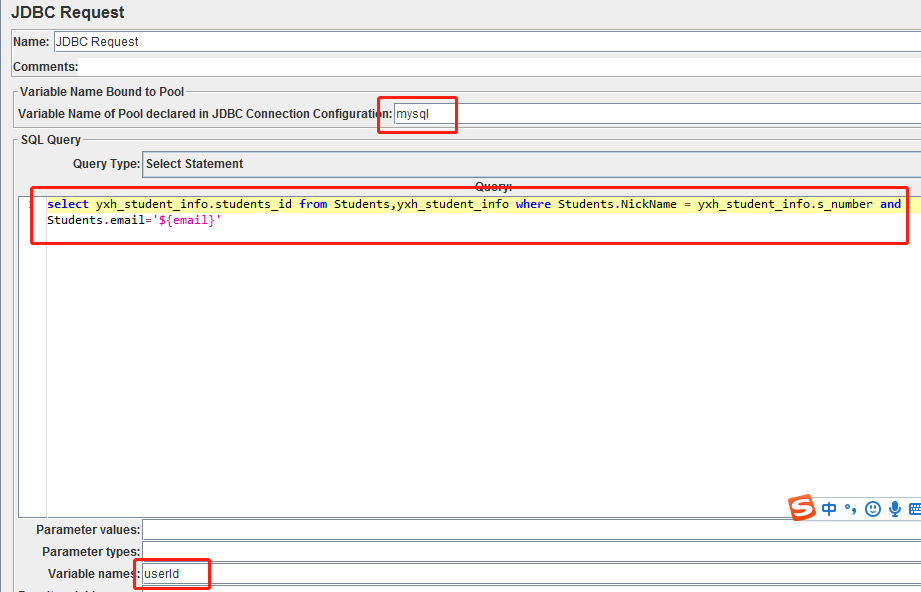 JDBC Request
Name: JDBC Request
Comments:
Variable Name Bound to Pool
Variable Name of Pool declared in JDBC Connection Configuration: mysql
SQL Query
Query Type: Select Statement
Query:
select yxh_student_info.students_id from Students,yxh_student_info where Students.NickName = yxh_student_info.s_number and
Students.email='${email}'
S 中
Parameter values:
Parameter types:
Variable names: userId